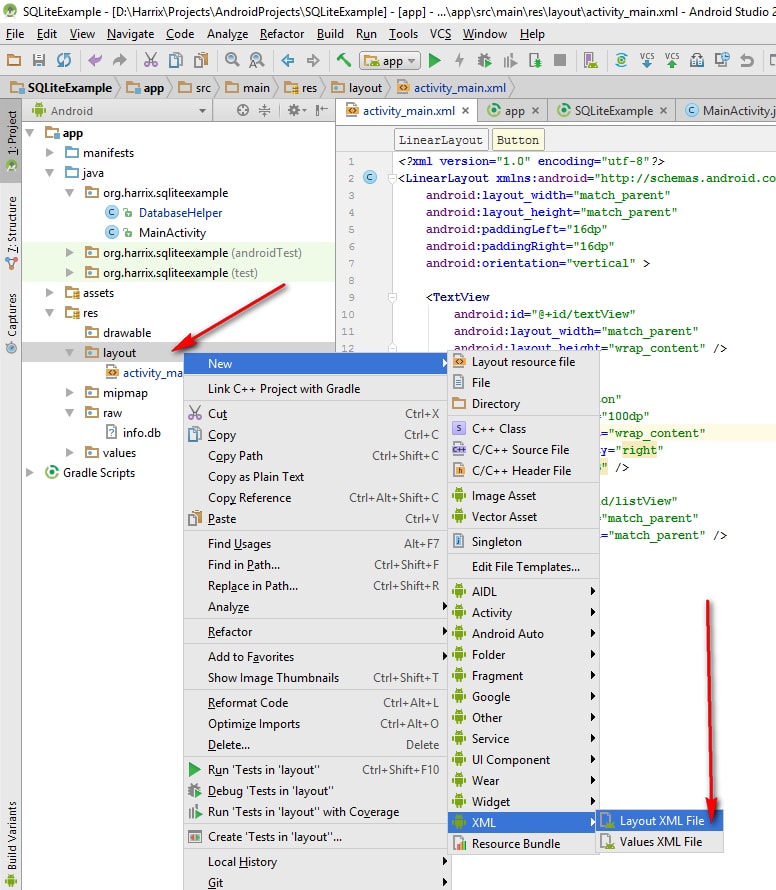 SQLiteExample - [D:\Harrix\Projects\AndroidProjects\SQLiteExample] - [app] - ...\app\src\main\res\layout\activity_main.xml - Android Studio 2
File Edit View Navigate Code Analyze Refactor Build Run Tools VCS Window Help
app VCS VCS
SQLiteExample app src main res layout activity_main.xml
Android
activity_main.xml app SQLiteExample MainActivity.j
1: Project
7: Structure
Captures
Build Variants
app
manifests
java
org.harrix.sqliteexample
DatabaseHelper
MainActivity
org.harrix.sqliteexample (androidTest)
org.harrix.sqliteexample (test)
assets
res
drawable
layout
activity_ma
mipmap
raw
info.db
values
Gradle Scripts
LinearLayout Button
1 <?xml version="1.0" encoding="utf-8"?>
2 <LinearLayout xmlns:android="http://schemas.android.co
3 android:layout_width="match_parent"
4 android:layout_height="match_parent"
5 android:paddingLeft="16dp"
6 android:paddingRight="16dp"
7 android:orientation="vertical" >
8
9 <TextView
10 android:id="@+id/textView"
11 android:layout_width="match_parent"
12 android:layout_height="wrap_content" />
on"
"100dp"
="wrap_content"
y="right"
" />
d/listView"
"match_parent"
="match_parent" />
New
Link C++ Project with Gradle
Cut Ctrl+X
Copy Ctrl+C
Copy Path Ctrl+Shift+C
Copy as Plain Text
Copy Reference Ctrl+Alt+Shift+C
Paste Ctrl+V
Find Usages Alt+F7
Find in Path... Ctrl+Shift+F
Replace in Path... Ctrl+Shift+R
Analyze
Refactor
Add to Favorites
Show Image Thumbnails Ctrl+Shift+T
Reformat Code Ctrl+Alt+L
Optimize Imports Ctrl+Alt+O
Delete... Delete
Run 'Tests in 'layout'' Ctrl+Shift+F10
Debug 'Tests in 'layout''
Run 'Tests in 'layout'' with Coverage
Create 'Tests in 'layout''...
Local History
Git
Layout resource file
File
Directory
C++ Class
C/C++ Source File
C/C++ Header File
Image Asset
Vector Asset
Singleton
Edit File Templates...
AIDL
Activity
Android Auto
Folder
Fragment
Google
Other
Service
UI Component
Wear
Widget
XML
Resource Bundle
Layout XML File
Values XML File